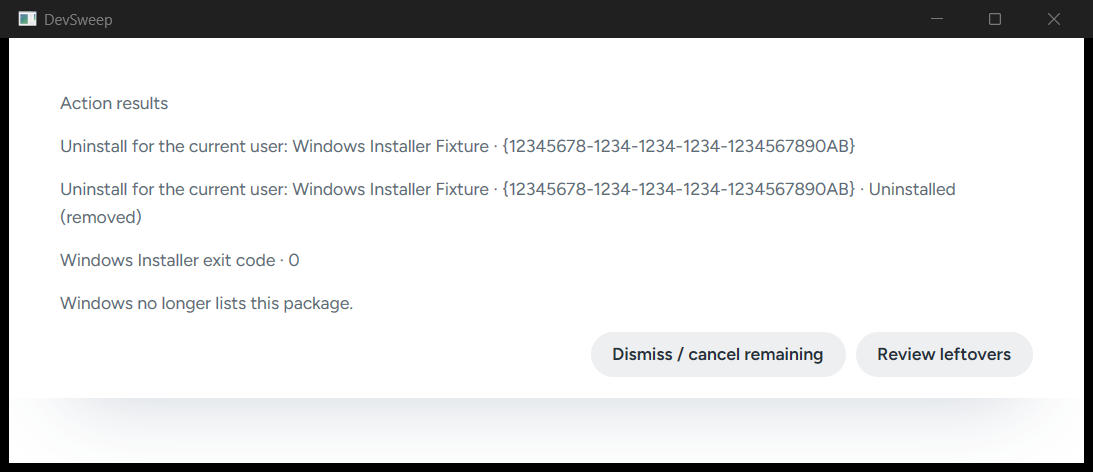 DevSweep
Action results
Uninstall for the current user: Windows Installer Fixture · {12345678-1234-1234-1234-1234567890AB}
Uninstall for the current user: Windows Installer Fixture · {12345678-1234-1234-1234-1234567890AB} · Uninstalled
(removed)
Windows Installer exit code · 0
Windows no longer lists this package.
Dismiss / cancel remaining
Review leftovers